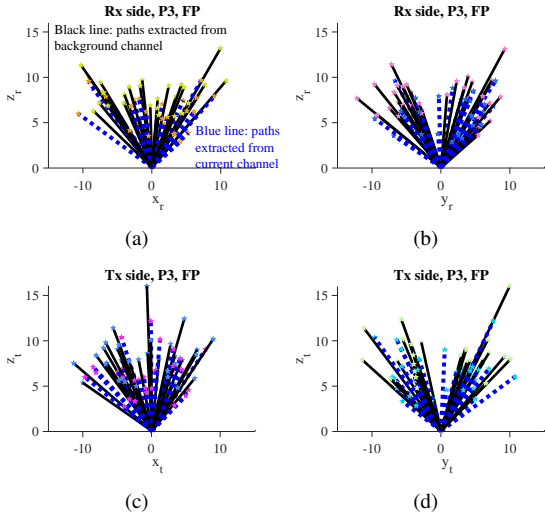 Rx side, P3, FP
Black line: paths extracted from
background channel
15
10
5
0
z_r
Blue line: paths
extracted from
current channel
-10 0 10
x_r
(a)
Rx side, P3, FP
15
10
5
0
z_r
-10 0 10
y_r
(b)
Tx side, P3, FP
15
10
5
0
z_t
-10 0 10
x_t
(c)
Tx side, P3, FP
15
10
5
0
z_t
-10 0 10
y_t
(d)